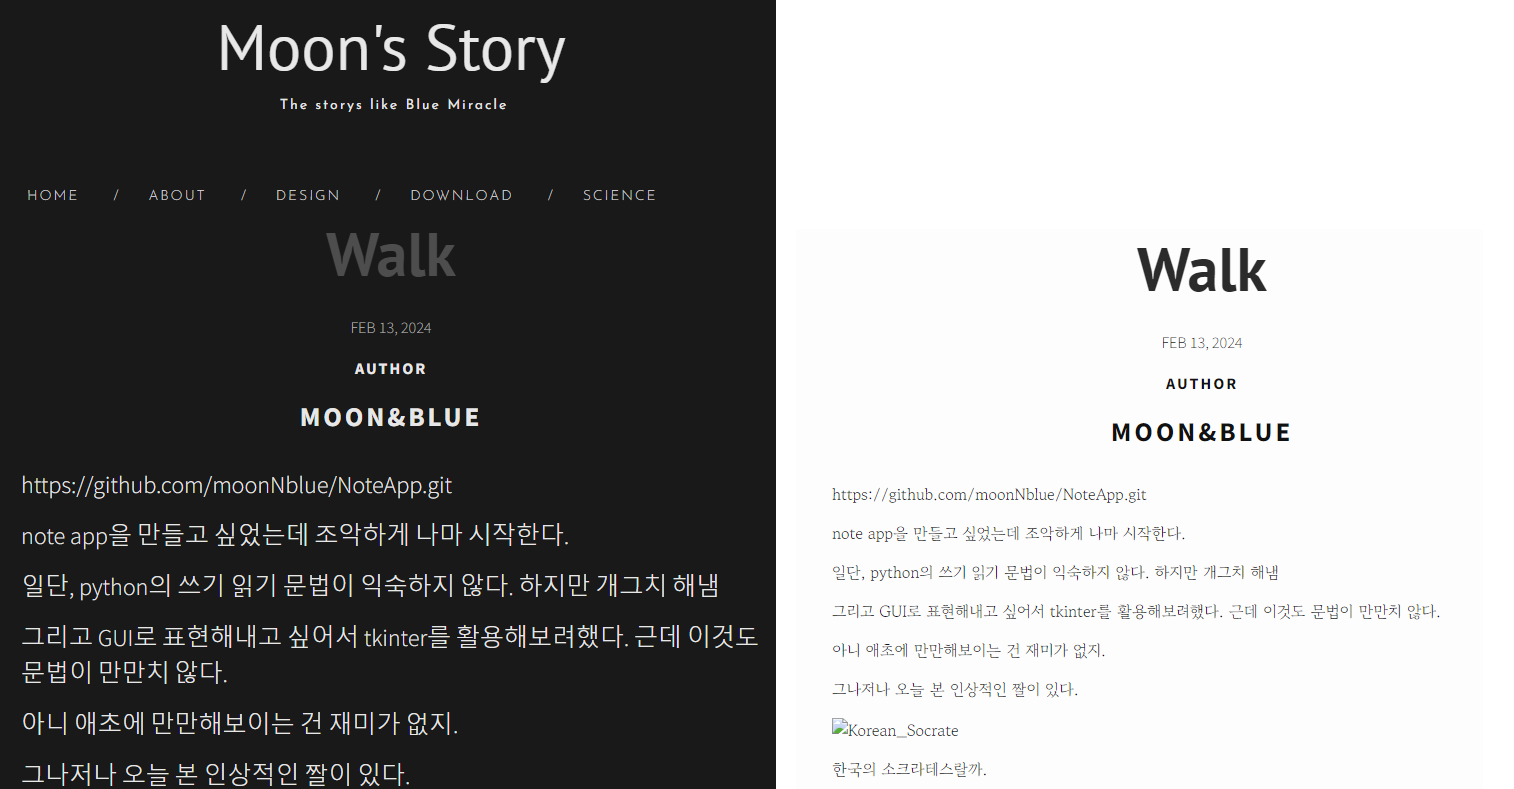 Moon's Story
The storys like Blue Miracle
HOME / ABOUT / DESIGN / DOWNLOAD / SCIENCE
Walk
FEB 13, 2024
AUTHOR
MOON&BLUE
https://github.com/moonNblue/NoteApp.git
note app을 만들고 싶었는데 조악하게 나마 시작한다.
일단, python의 쓰기 읽기 문법이 익숙하지 않다. 하지만 개그치 해냄
그리고 GUI로 표현해내고 싶어서 tkinter를 활용해보려했다. 근데 이것도
문법이 만만치 않다.
아니 애초에 만만해보이는 건 재미가 없지.
그나저나 오늘 본 인상적인 짤이 있다.
Walk
FEB 13, 2024
AUTHOR
MOON&BLUE
https://github.com/moonNblue/NoteApp.git
note app을 만들고 싶었는데 조악하게 나마 시작한다.
일단, python의 쓰기 읽기 문법이 익숙하지 않다. 하지만 개그치 해냄
그리고 GUI로 표현해내고 싶어서 tkinter를 활용해보려했다. 근데 이것도 문법이 만만치 않다.
아니 애초에 만만해보이는 건 재미가 없지.
그나저나 오늘 본 인상적인 짤이 있다.
Korean_Socrate
한국의 소크라테스랄까.